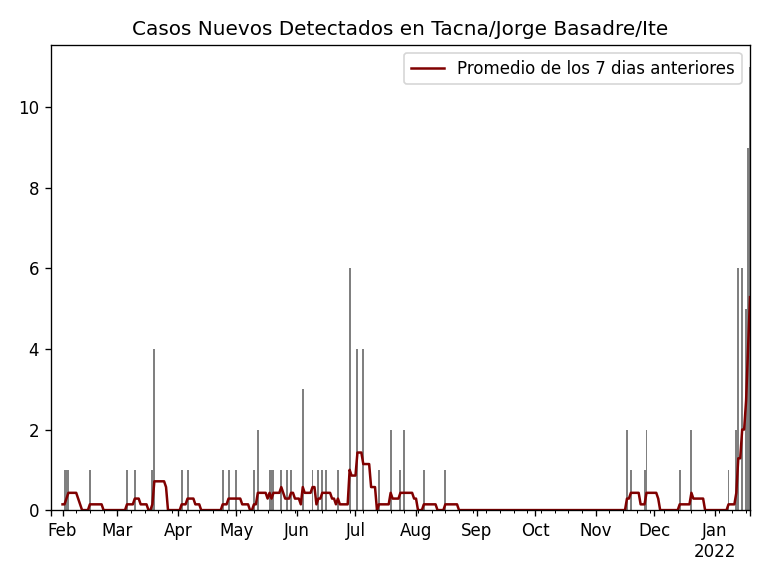 Casos Nuevos Detectados en Tacna/Jorge Basadre/Ite
Promedio de los 7 dias anteriores
10
8
6
4
2
0
Feb Mar Apr May Jun Jul Aug Sep Oct Nov Dec Jan
2022